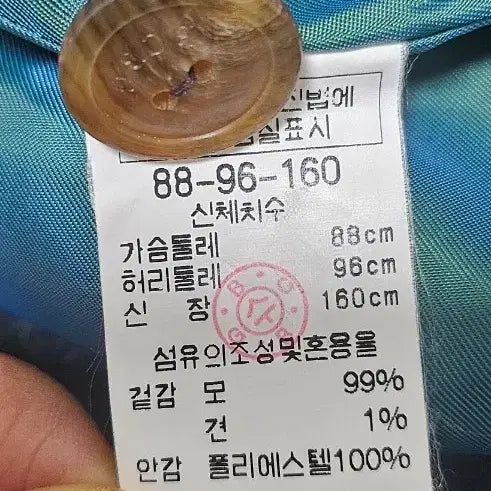 법에
표시
88-96-160
신체치수
가슴둘레 88cm
허리둘레 96cm
신 장 160cm
섬유의조성및혼용율
겉감 모 99%
견 1%
안감 폴리에스텔100%